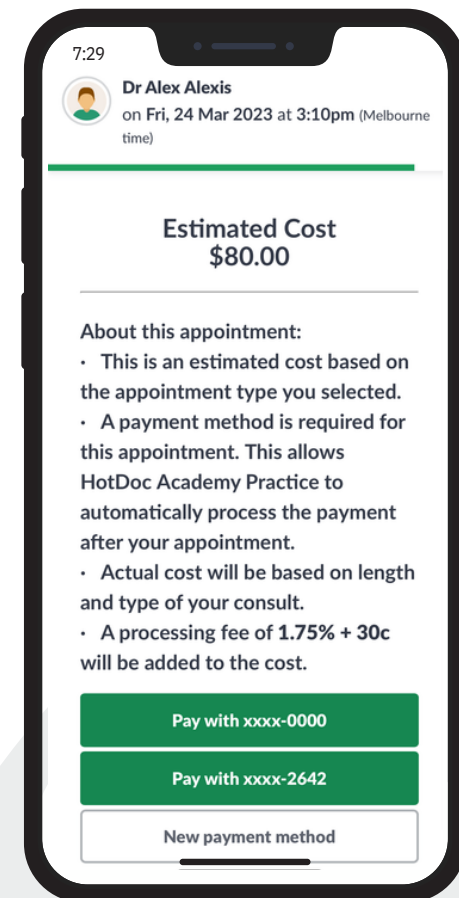 7:29
Dr Alex Alexis
on Fri, 24 Mar 2023 at 3:10pm (Melbourne
time)
Estimated Cost
$80.00
About this appointment:
· This is an estimated cost based on
the appointment type you selected.
· A payment method is required for
this appointment. This allows
HotDoc Academy Practice to
automatically process the payment
after your appointment.
· Actual cost will be based on length
and type of your consult.
· A processing fee of 1.75% + 30c
will be added to the cost.
Pay with xxxx-0000
Pay with xxxx-2642
New payment method